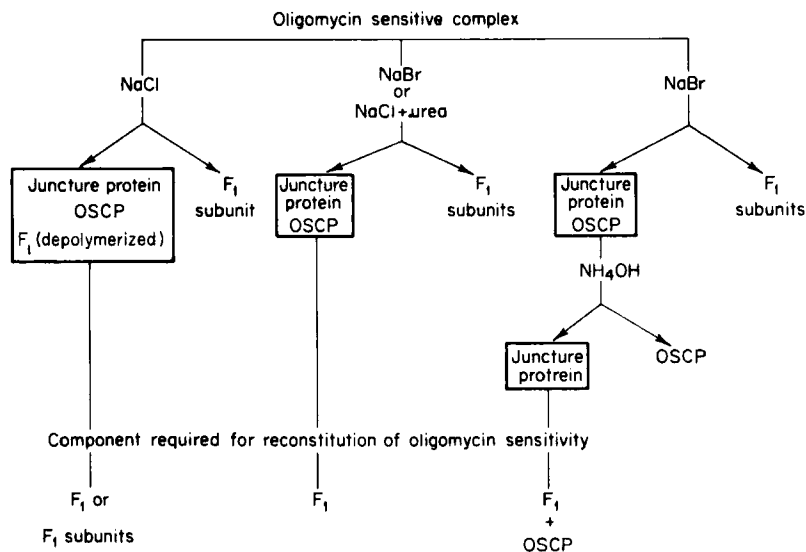 Oligomycin sensitive complex
NaCl
NaBr
or
NaCl+urea
NaBr
Juncture protein
OSCP
F₁ (depolymerized)
F₁
subunit
Juncture
protein
OSCP
F₁
subunits
Juncture
protein
OSCP
F₁
subunits
NH₄OH
Juncture
protrein
OSCP
Component required for reconstitution of oligomycin sensitivity
F₁ or
F₁ subunits
F₁
F₁
+
OSCP